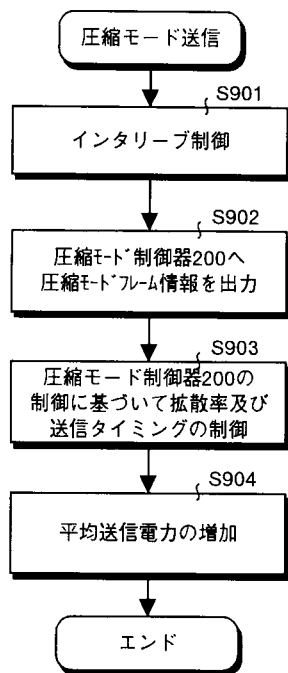 圧縮モード送信
S901
インタリーブ制御
S902
圧縮モード制御器200へ
圧縮ﾓｰﾄﾞﾌﾚｰﾑ情報を出力
S903
圧縮モード制御器200の
制御に基づいて拡散率及び
送信タイミングの制御
S904
平均送信電力の増加
エンド